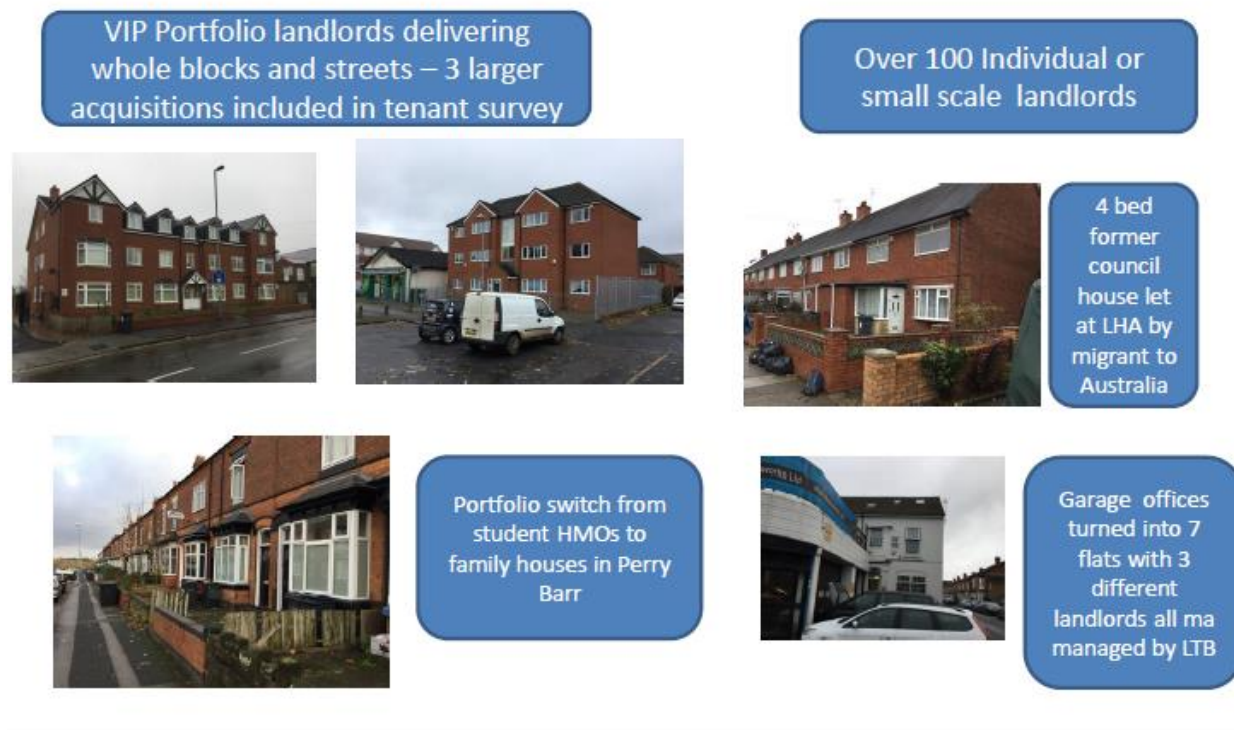 VIP Portfolio landlords delivering
whole blocks and streets – 3 larger
acquisitions included in tenant survey
Over 100 Individual or
small scale landlords
4 bed
former
council
house let
at LHA by
migrant to
Australia
Portfolio switch from
student HMOs to
family houses in Perry
Barr
Garage offices
turned into 7
flats with 3
different
landlords all ma
managed by LTB